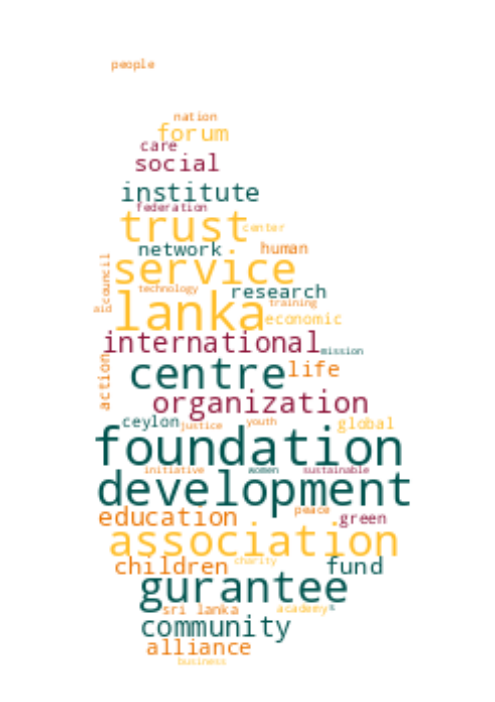 people
nation
forum
care
social
institute
federation
trust center
network human
service
council
technology research
aid lanka training
economic
international mission
centre life
action
organization
ceylon justice youth global
foundation
initiative women sustainable
development
education peace green
association
children charity fund
gurantee
sri lanka academy
community
alliance
business